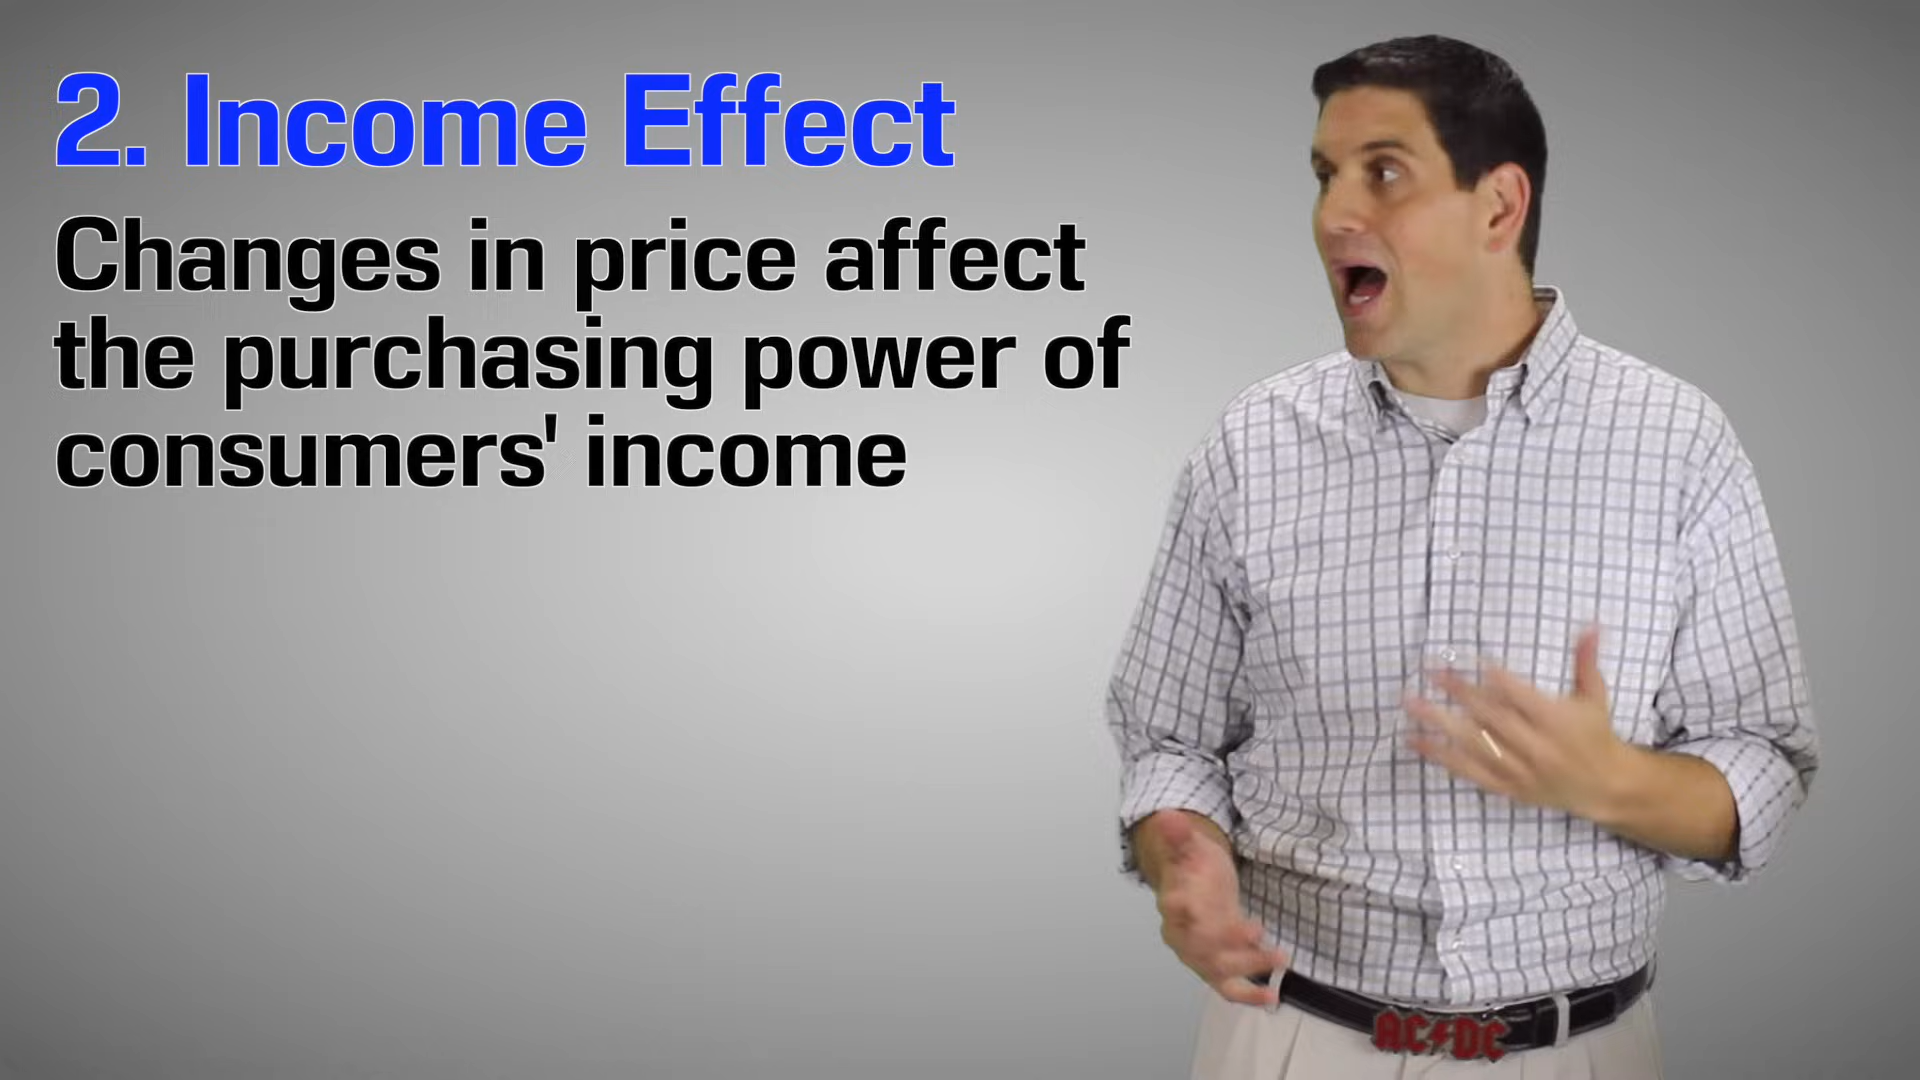 2. Income Effect
Changes in price affect
the purchasing power of
consumers' income
AC⚡DC